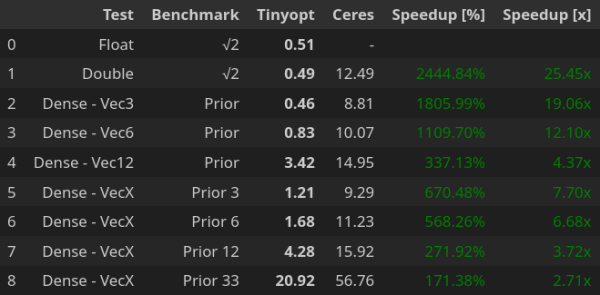 Test Benchmark Tinyopt Ceres Speedup [%] Speedup [x]
0 Float √2 0.51 -
1 Double √2 0.49 12.49 2444.84% 25.45x
2 Dense - Vec3 Prior 0.46 8.81 1805.99% 19.06x
3 Dense - Vec6 Prior 0.83 10.07 1109.70% 12.10x
4 Dense - Vec12 Prior 3.42 14.95 337.13% 4.37x
5 Dense - VecX Prior 3 1.21 9.29 670.48% 7.70x
6 Dense - VecX Prior 6 1.68 11.23 568.26% 6.68x
7 Dense - VecX Prior 12 4.28 15.92 271.92% 3.72x
8 Dense - VecX Prior 33 20.92 56.76 171.38% 2.71x